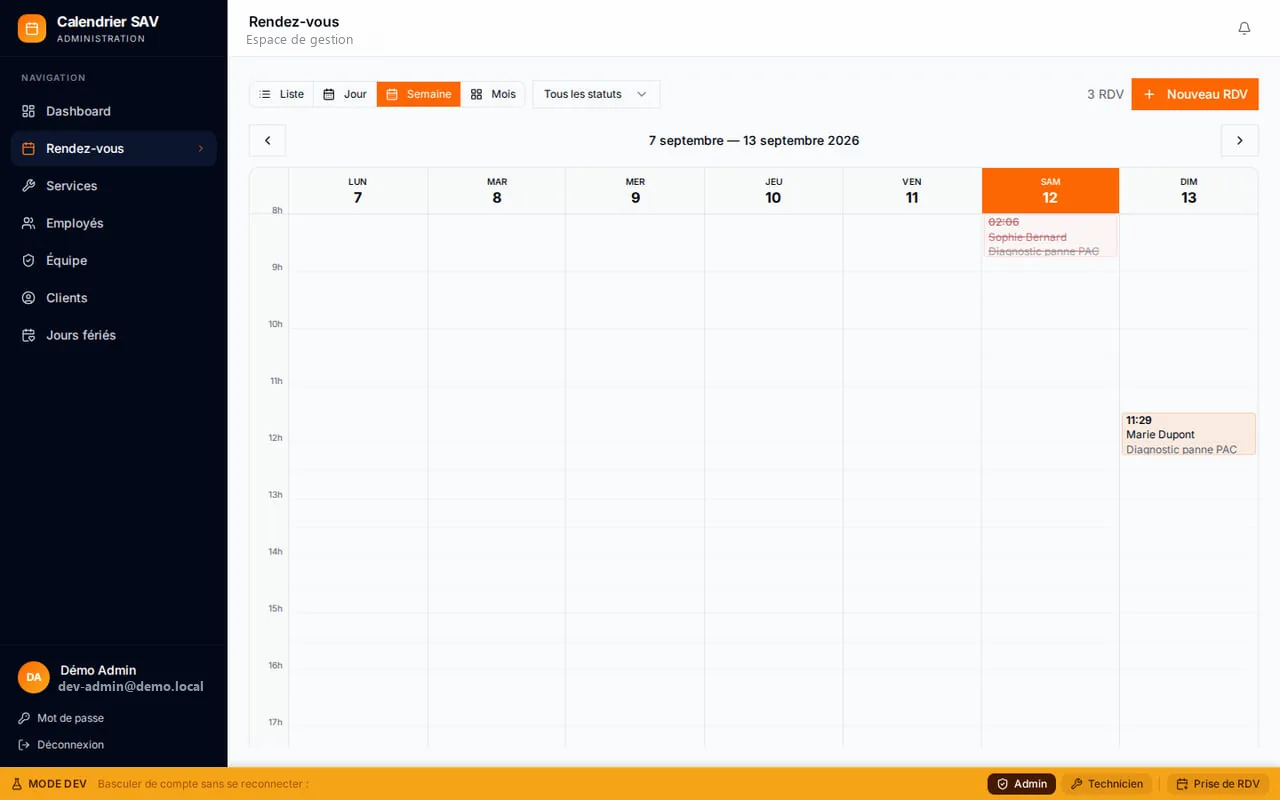 Calendrier SAV
ADMINISTRATION
NAVIGATION
Dashboard
Rendez-vous
Services
Employés
Équipe
Clients
Jours fériés
DA
Démo Admin
dev-admin@demo.local
Mot de passe
Déconnexion
Rendez-vous
Espace de gestion
Liste
Jour
Semaine
Mois
Tous les statuts
3 RDV
Nouveau RDV
7 septembre — 13 septembre 2026
LUN
7
MAR
8
MER
9
JEU
10
VEN
11
SAM
12
DIM
13
8h
9h
10h
11h
12h
13h
14h
15h
16h
17h
02:06
Sophie Bernard
Diagnostic panne PAC
11:29
Marie Dupont
Diagnostic panne PAC
MODE DEV
Basculer de compte sans se reconnecter :
Admin
Technicien
Prise de RDV